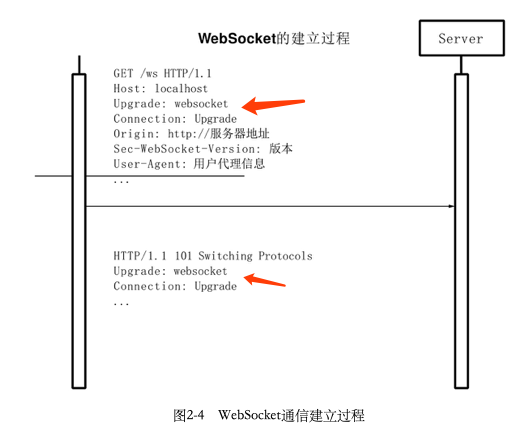 WebSocket的建立过程
Server
GET /ws HTTP/1.1
Host: localhost
Upgrade: websocket
Connection: Upgrade
Origin: http://服务器地址
Sec-WebSocket-Version: 版本
User-Agent: 用户代理信息
...
HTTP/1.1 101 Switching Protocols
Upgrade: websocket
Connection: Upgrade
...
图2-4 WebSocket通信建立过程